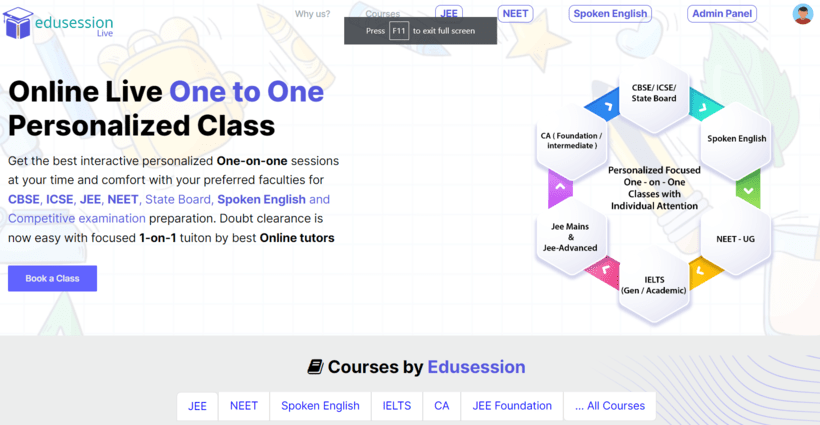 edusession
Live
Why us?
Courses
JEE
NEET
Spoken English
Admin Panel
Press F11 to exit full screen
Online Live One to One
Personalized Class
Get the best interactive personalized One-on-one sessions
at your time and comfort with your preferred faculties for
CBSE, ICSE, JEE, NEET, State Board, Spoken English and
Competitive examination preparation. Doubt clearance is
now easy with focused 1-on-1 tuiton by best Online tutors
Book a Class
CBSE/ ICSE/
State Board
CA ( Foundation /
intermediate )
Spoken English
Personalized Focused
One - on - One
Classes with
Individual Attention
Jee Mains
&
Jee-Advanced
NEET - UG
IELTS
(Gen / Academic)
Courses by Edusession
JEE
NEET
Spoken English
IELTS
CA
JEE Foundation
... All Courses